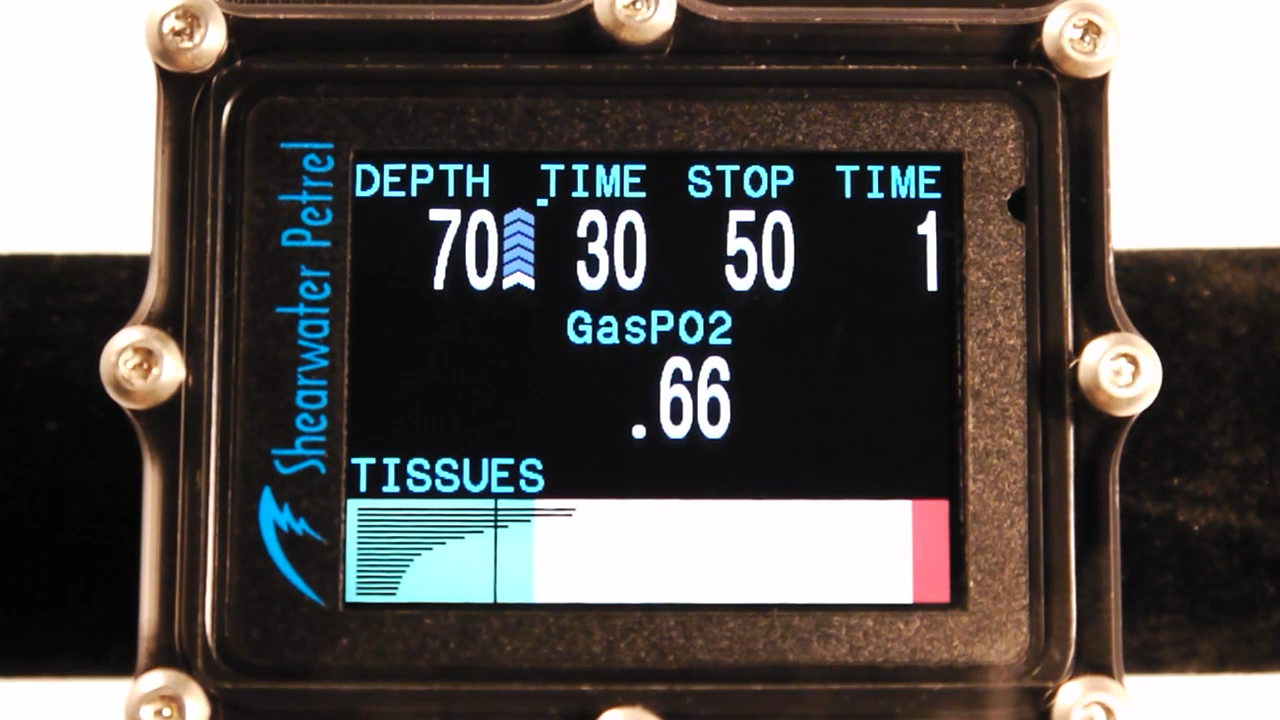 Shearwater Petrel
DEPTH TIME STOP TIME
70 30 50 1
GasPO2
.66
TISSUES